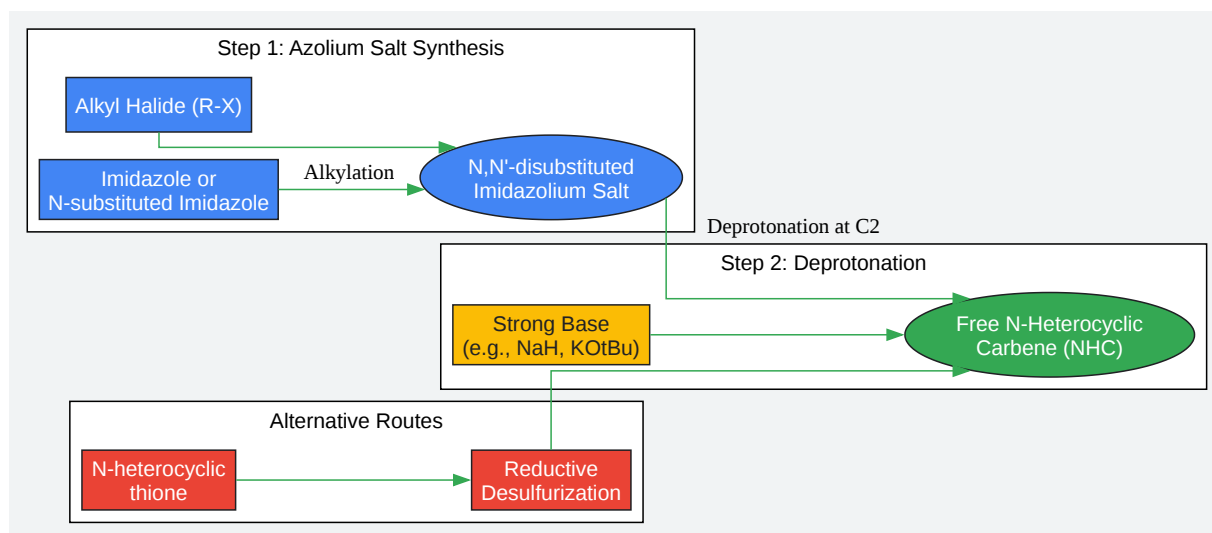 Step 1: Azolium Salt Synthesis
Alkyl Halide (R-X)
Imidazole or
N-substituted Imidazole
Alkylation
N,N'-disubstituted
Imidazolium Salt
Deprotonation at C2
Step 2: Deprotonation
Strong Base
(e.g., NaH, KOtBu)
Free N-Heterocyclic
Carbene (NHC)
Alternative Routes
N-heterocyclic
thione
Reductive
Desulfurization